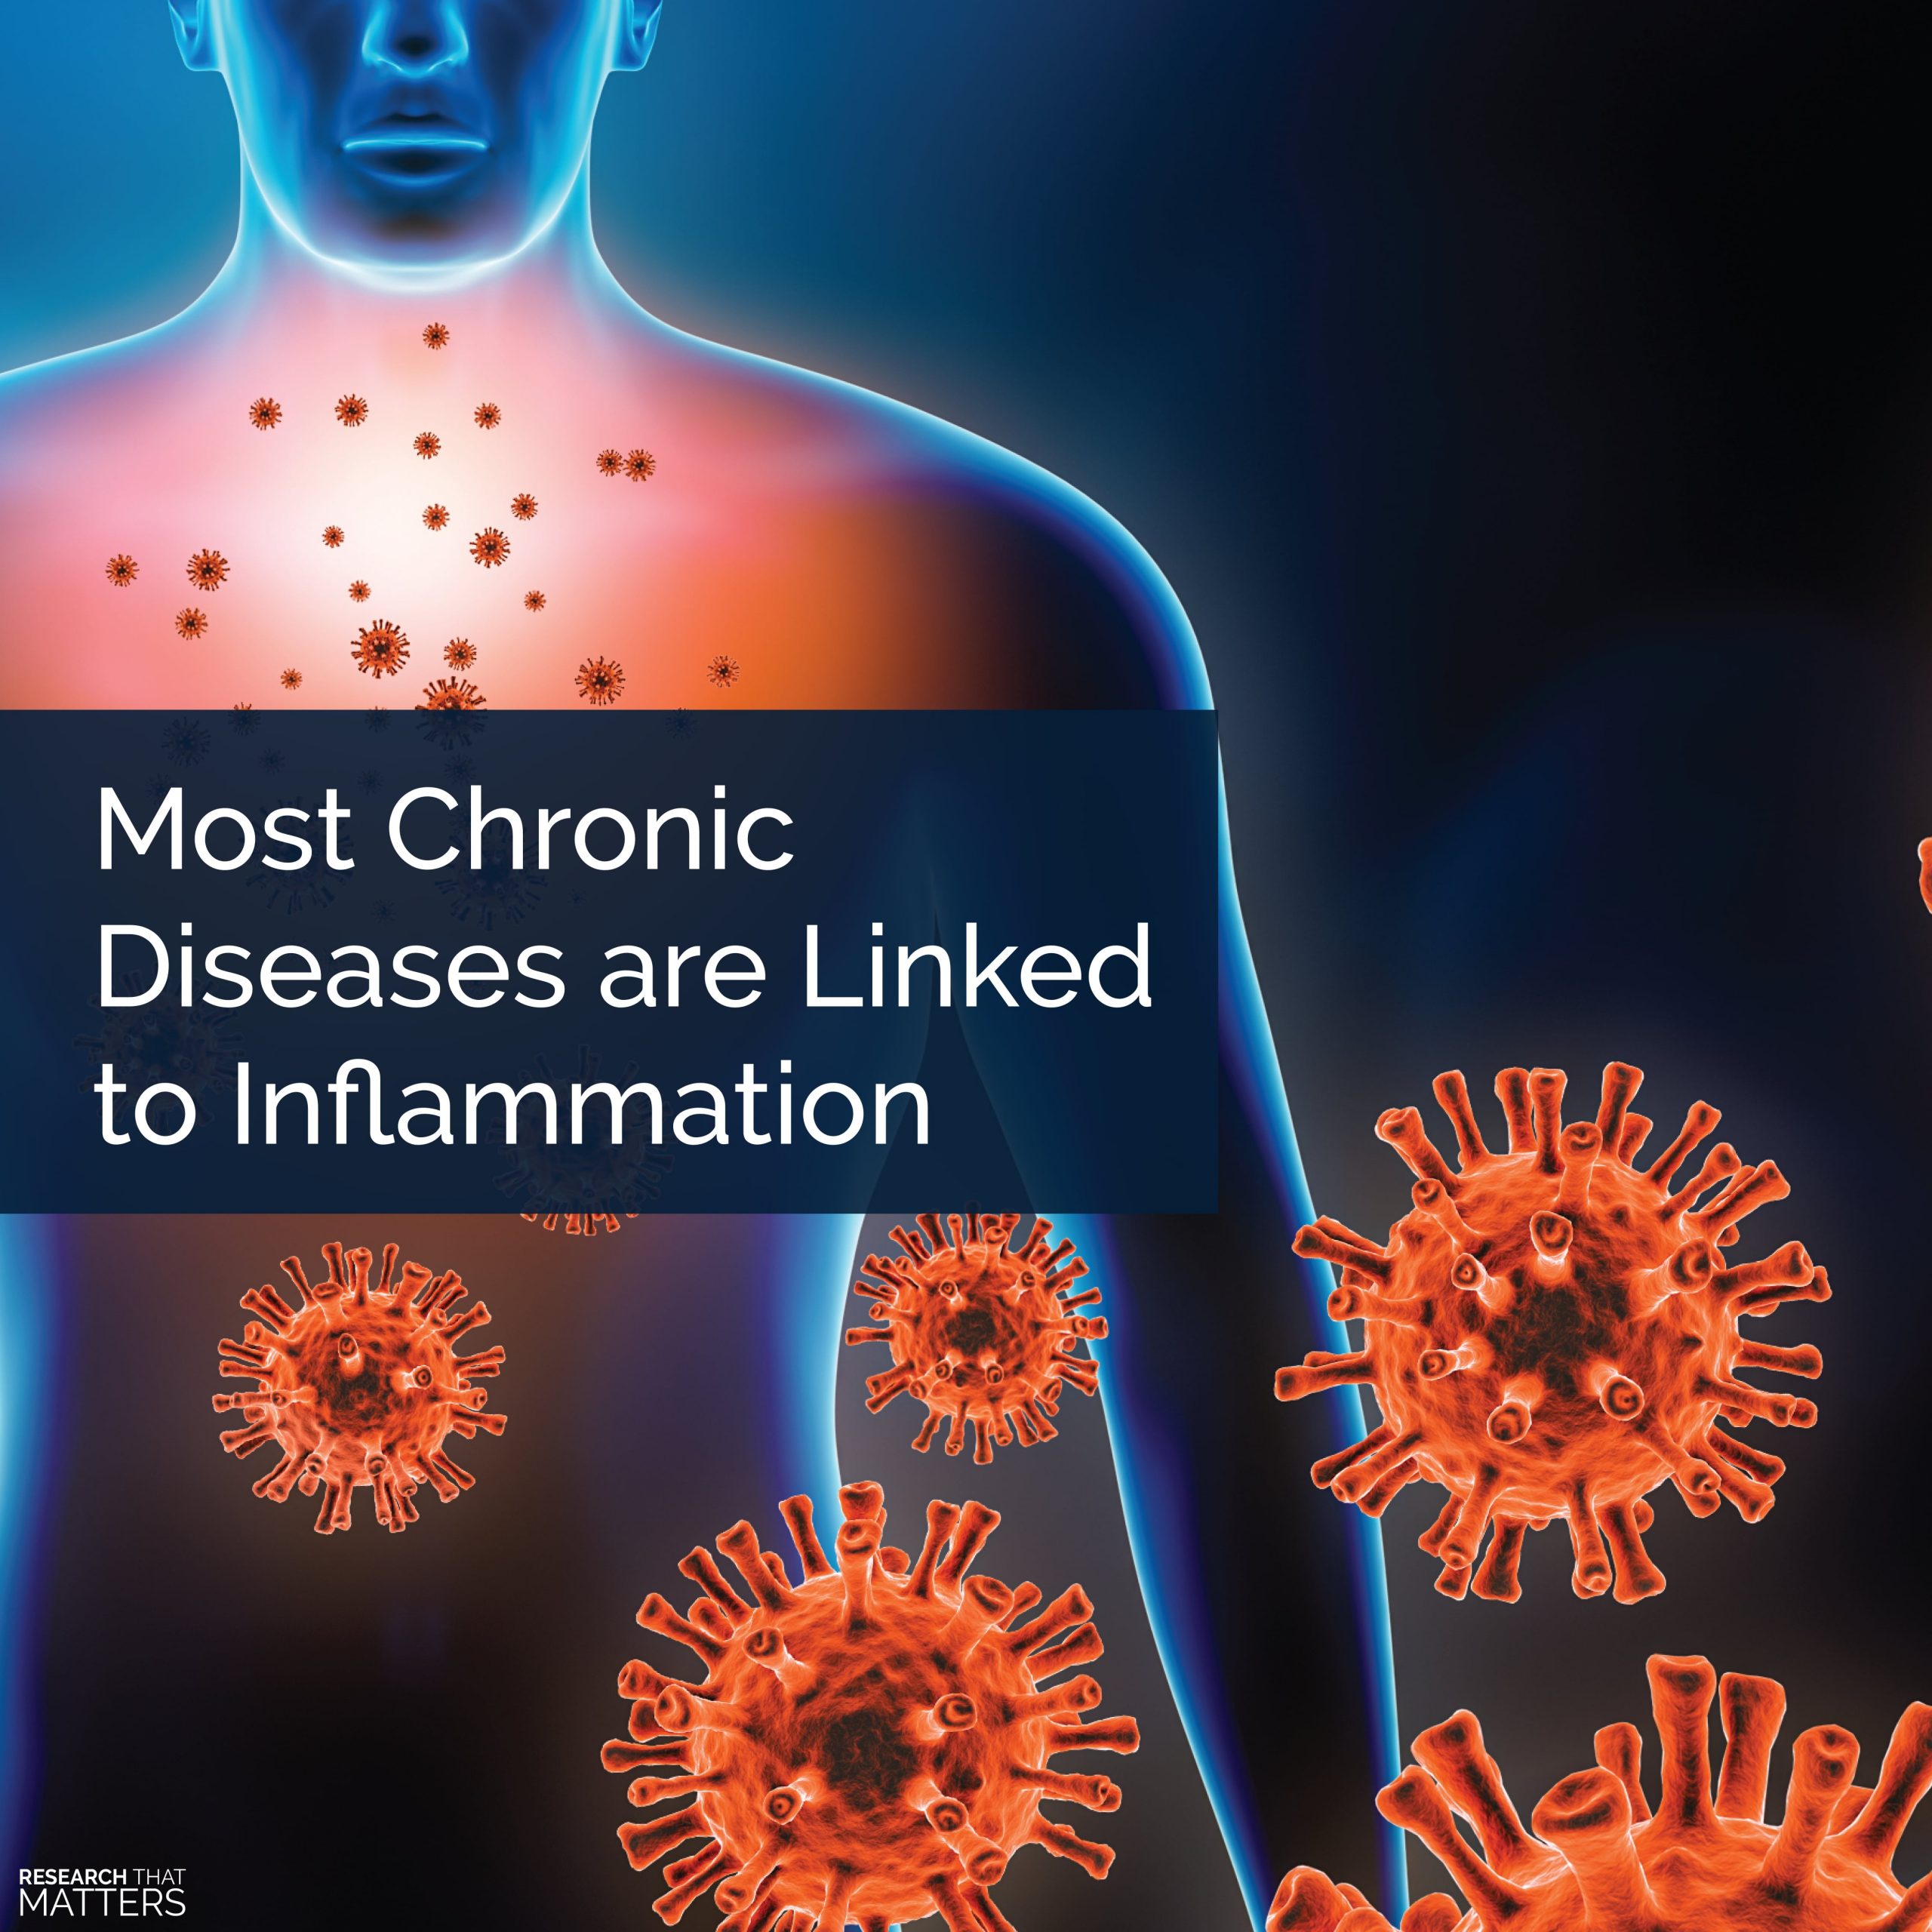 Most Chronic
Diseases are Linked
to Inflammation
RESEARCH THAT
MATTERS